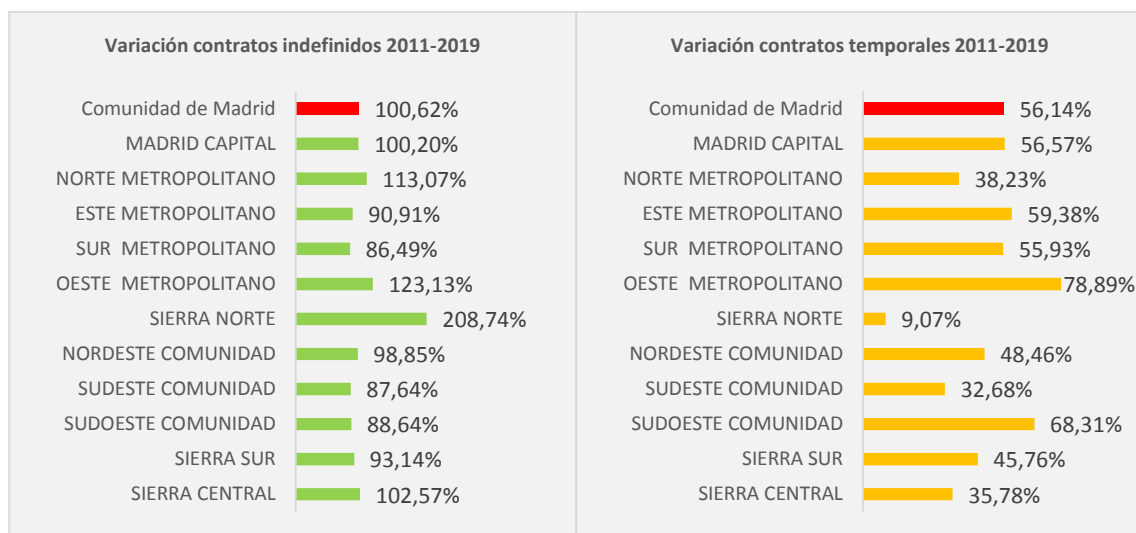 Variación contratos indefinidos 2011-2019
Comunidad de Madrid 100,62%
MADRID CAPITAL 100,20%
NORTE METROPOLITANO 113,07%
ESTE METROPOLITANO 90,91%
SUR METROPOLITANO 86,49%
OESTE METROPOLITANO 123,13%
SIERRA NORTE 208,74%
NORDESTE COMUNIDAD 98,85%
SUDESTE COMUNIDAD 87,64%
SUDOESTE COMUNIDAD 88,64%
SIERRA SUR 93,14%
SIERRA CENTRAL 102,57%
Variación contratos temporales 2011-2019
Comunidad de Madrid 56,14%
MADRID CAPITAL 56,57%
NORTE METROPOLITANO 38,23%
ESTE METROPOLITANO 59,38%
SUR METROPOLITANO 55,93%
OESTE METROPOLITANO 78,89%
SIERRA NORTE 9,07%
NORDESTE COMUNIDAD 48,46%
SUDESTE COMUNIDAD 32,68%
SUDOESTE COMUNIDAD 68,31%
SIERRA SUR 45,76%
SIERRA CENTRAL 35,78%